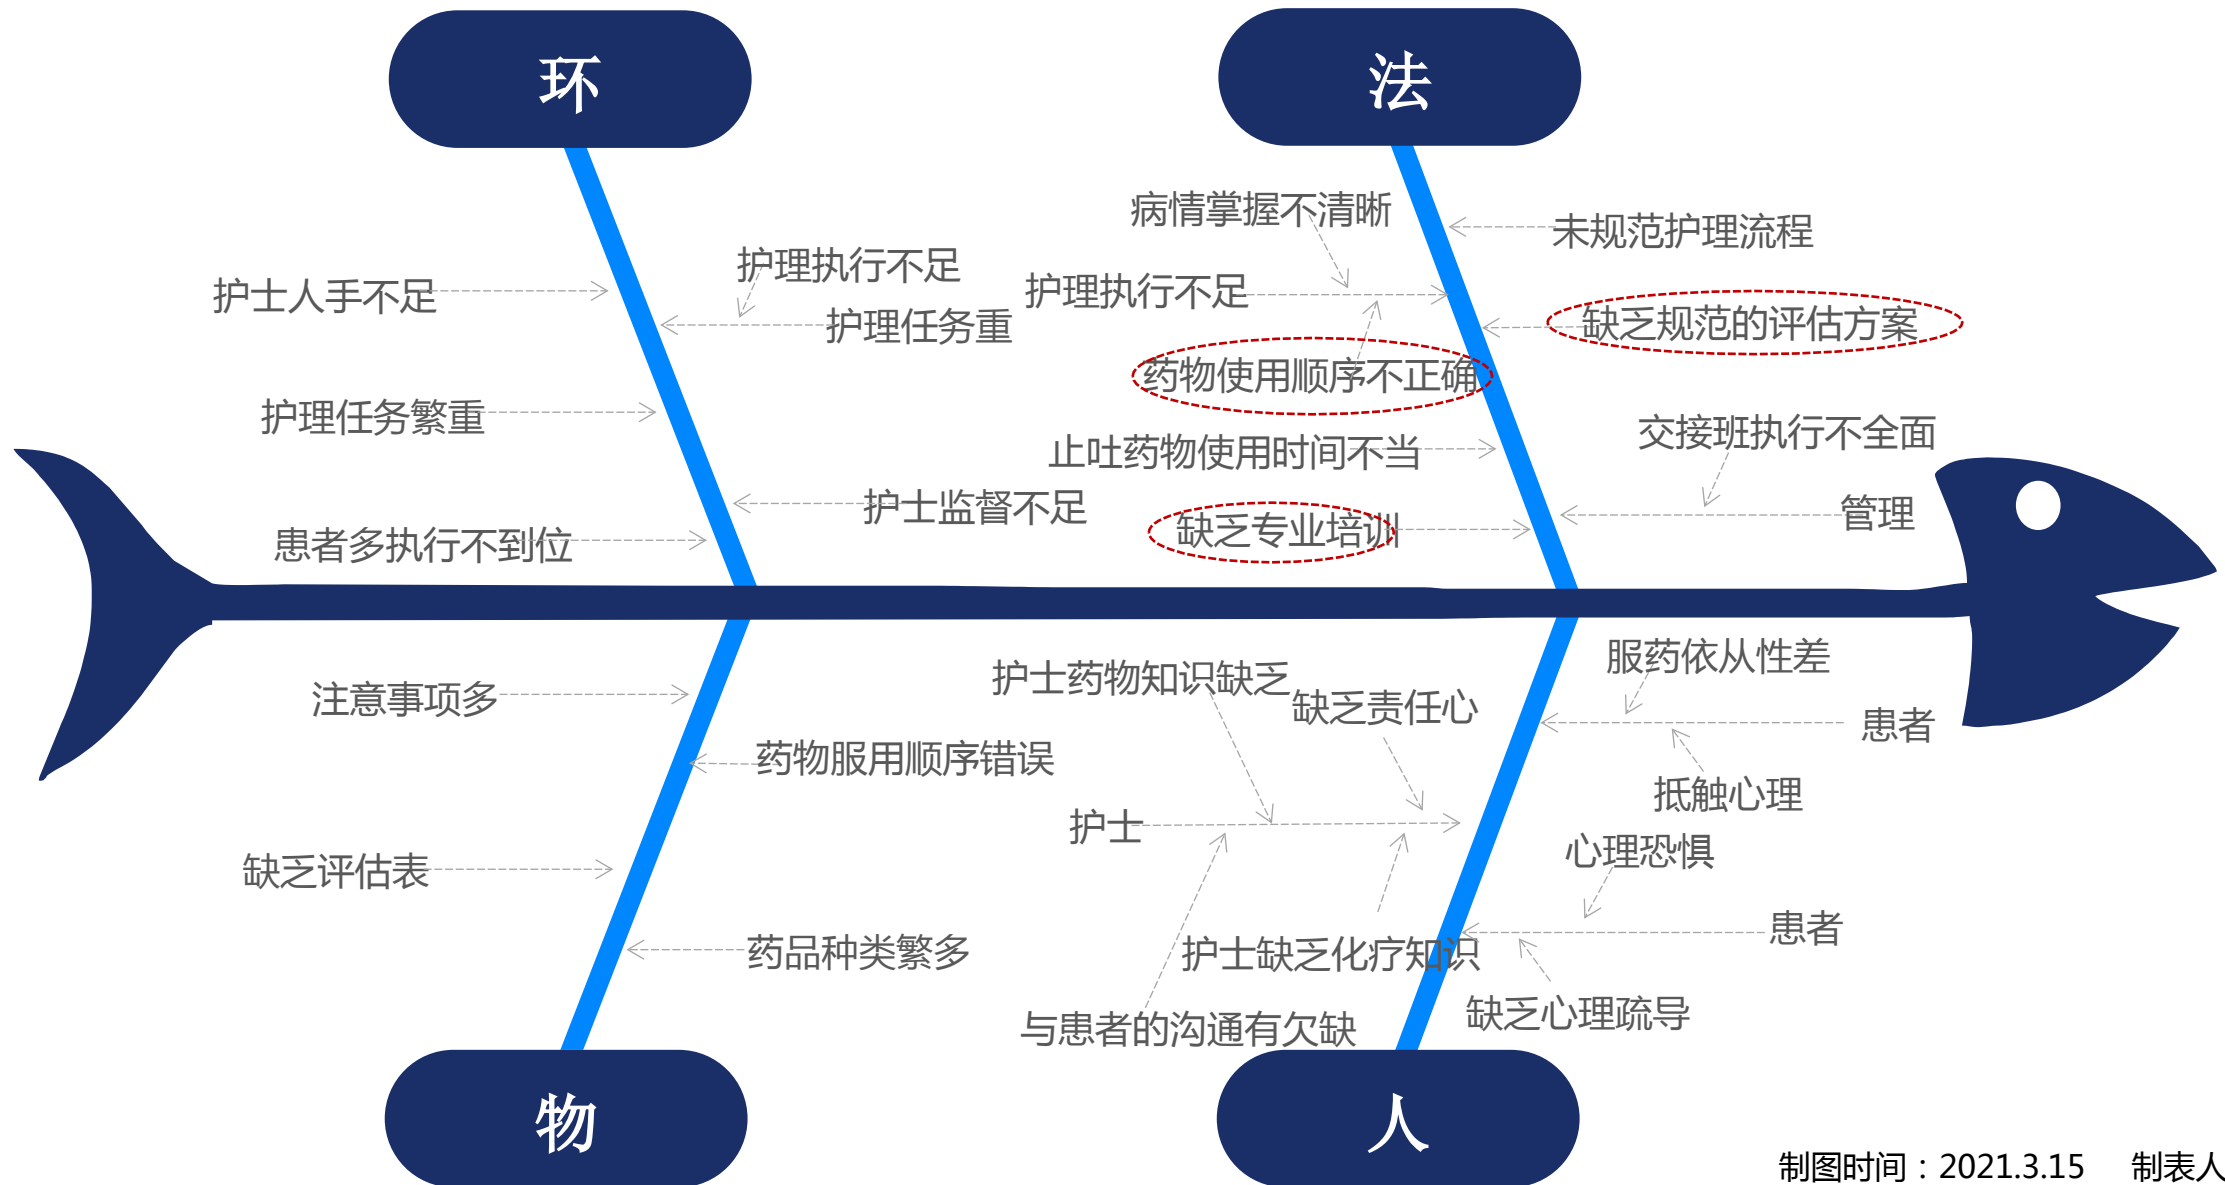 环
法
病情掌握不清晰
未规范护理流程
护理执行不足
护士人手不足
护理执行不足
护理任务重
缺乏规范的评估方案
药物使用顺序不正确
护理任务繁重
交接班执行不全面
止吐药物使用时间不当
护士监督不足
管理
缺乏专业培训
患者多执行不到位
服药依从性差
护士药物知识缺乏
缺乏责任心
注意事项多
患者
药物服用顺序错误
抵触心理
护士
心理恐惧
缺乏评估表
患者
药品种类繁多
护士缺乏化疗知识
缺乏心理疏导
与患者的沟通有欠缺
物
人
制图时间：2021.3.15 制表人